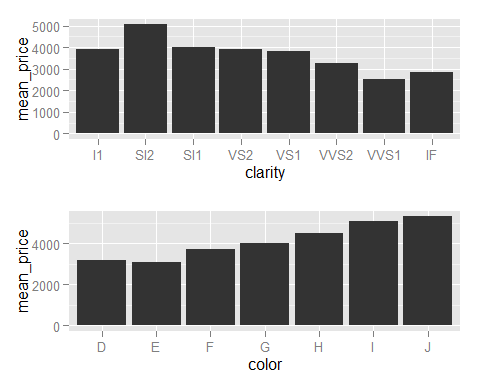 mean_price
5000
4000
3000
2000
1000
0
I1 SI2 SI1 VS2 VS1 VVS2 VVS1 IF
clarity
mean_price
4000
2000
0
D E F G H I J
color